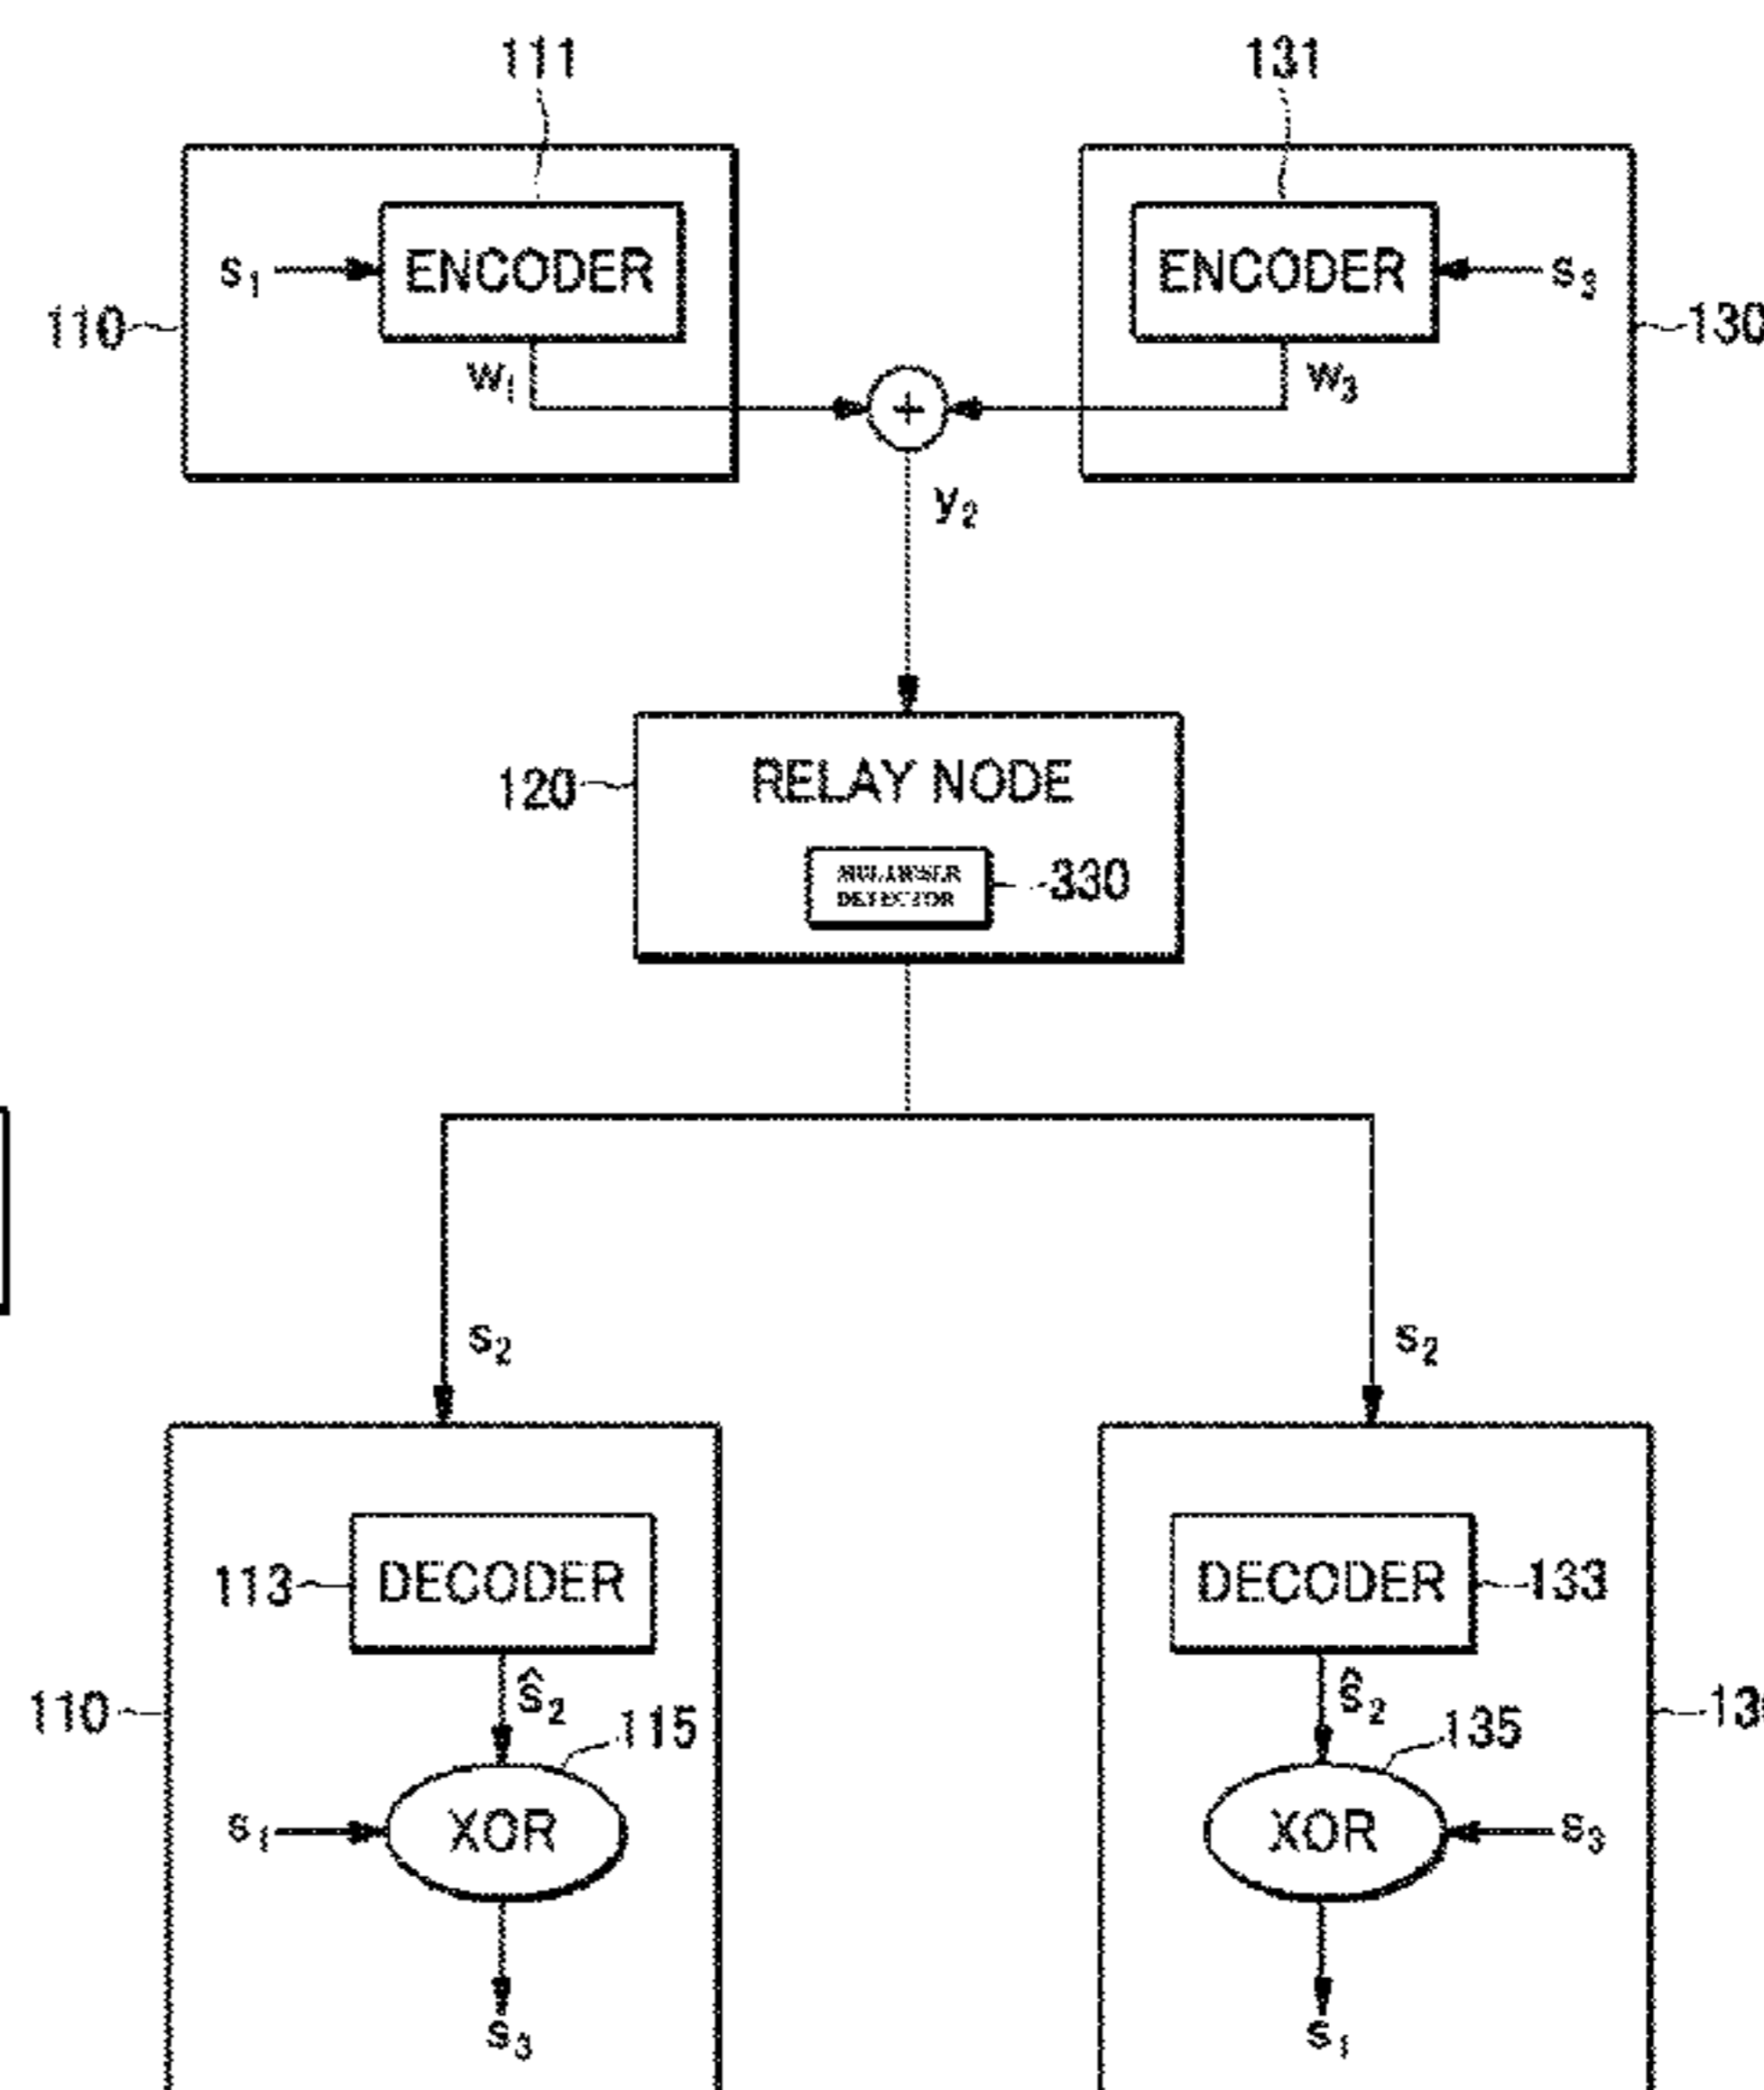 111
131
ENCODER
ENCODER
s1
s3
110
130
w1
w3
+
y2
120
RELAY NODE
DETECTOR
330
s2
s2
113
DECODER
DECODER
133
ŝ2
ŝ2
110
115
135
s1
XOR
XOR
s3
s3
s1